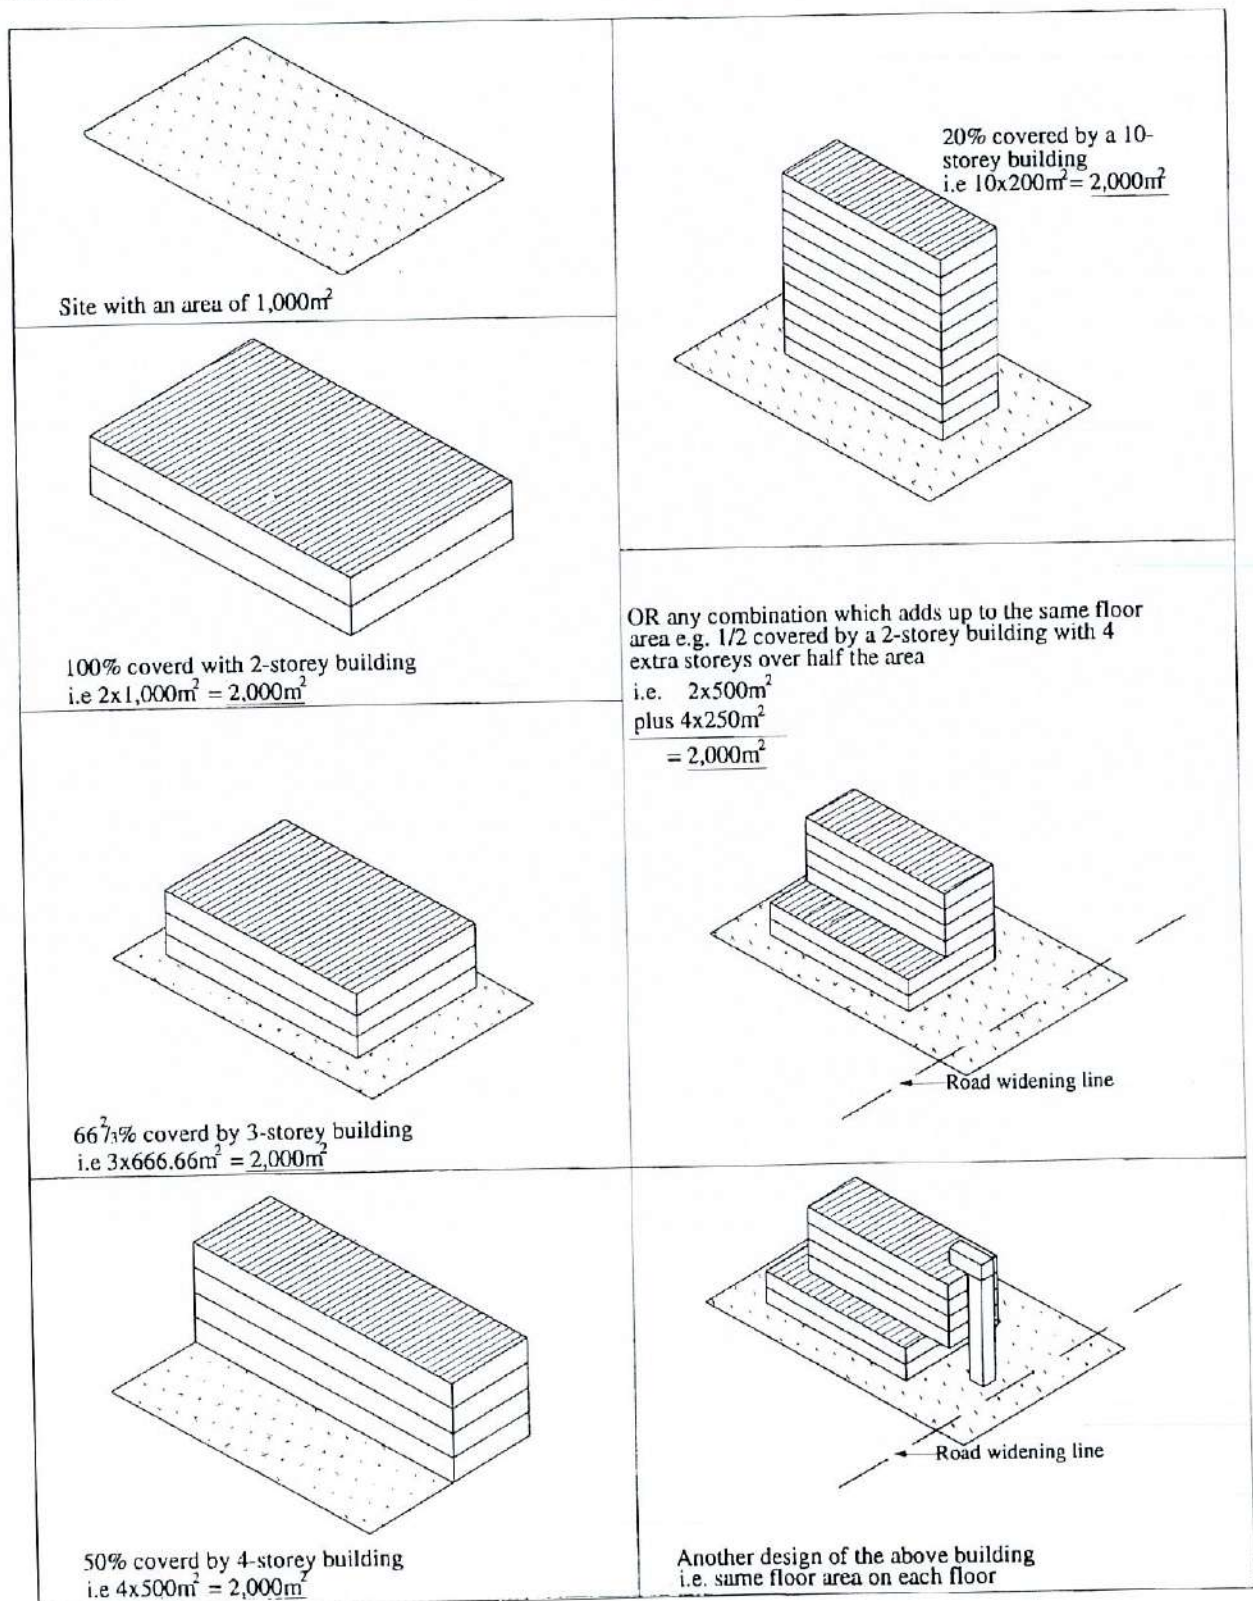 Site with an area of 1,000m²
100% coverd with 2-storey building
i.e 2x1,000m² = 2,000m²
66⅔% coverd by 3-storey building
i.e 3x666.66m² = 2,000m²
50% coverd by 4-storey building
i.e 4x500m² = 2,000m²
20% covered by a 10-
storey building
i.e 10x200m² = 2,000m²
OR any combination which adds up to the same floor
area e.g. 1/2 covered by a 2-storey building with 4
extra storeys over half the area
i.e. 2x500m²
plus 4x250m²
= 2,000m²
Road widening line
Road widening line
Another design of the above building
i.e. same floor area on each floor